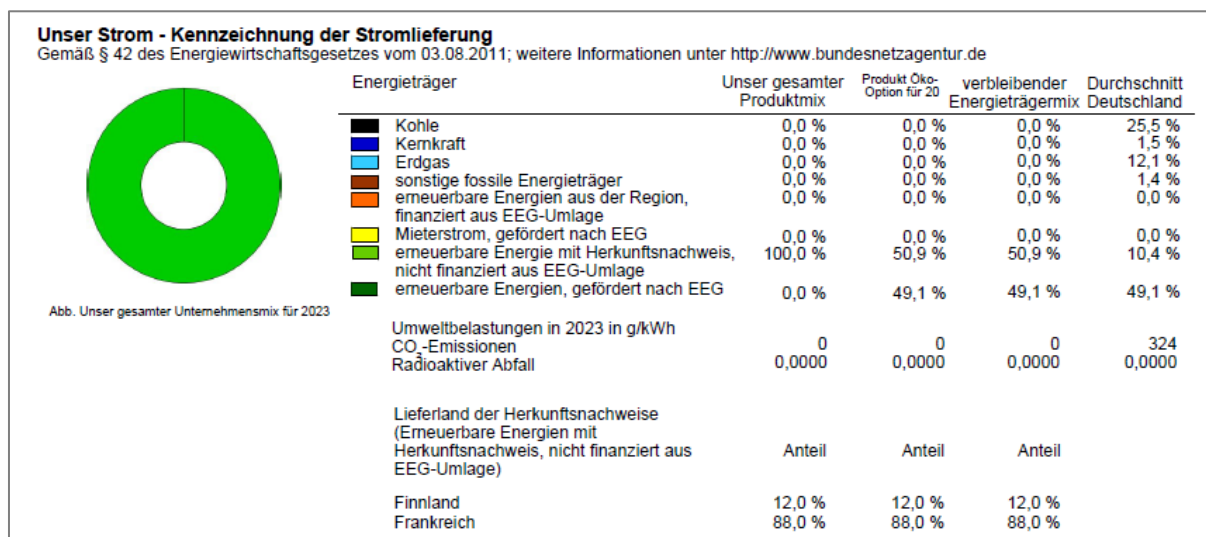 Unser Strom - Kennzeichnung der Stromlieferung
Gemäß § 42 des Energiewirtschaftsgesetzes vom 03.08.2011; weitere Informationen unter http://www.bundesnetzagentur.de
Energieträger Unser gesamter Produktmix Produkt Öko-Option für 20 verbleibender Energieträgermix Durchschnitt Deutschland
Kohle 0,0 % 0,0 % 0,0 % 25,5 %
Kernkraft 0,0 % 0,0 % 0,0 % 1,5 %
Erdgas 0,0 % 0,0 % 0,0 % 12,1 %
sonstige fossile Energieträger 0,0 % 0,0 % 0,0 % 1,4 %
erneuerbare Energien aus der Region, 0,0 % 0,0 % 0,0 % 0,0 %
finanziert aus EEG-Umlage
Mieterstrom, gefördert nach EEG 0,0 % 0,0 % 0,0 % 0,0 %
erneuerbare Energie mit Herkunftsnachweis, 100,0 % 50,9 % 50,9 % 10,4 %
nicht finanziert aus EEG-Umlage
erneuerbare Energien, gefördert nach EEG 0,0 % 49,1 % 49,1 % 49,1 %
Abb. Unser gesamter Unternehmensmix für 2023
Umweltbelastungen in 2023 in g/kWh
CO₂-Emissionen 0 0 0 324
Radioaktiver Abfall 0,0000 0,0000 0,0000 0,0000
Lieferland der Herkunftsnachweise
(Erneuerbare Energien mit
Herkunftsnachweis, nicht finanziert aus Anteil Anteil Anteil
EEG-Umlage)
Finnland 12,0 % 12,0 % 12,0 %
Frankreich 88,0 % 88,0 % 88,0 %